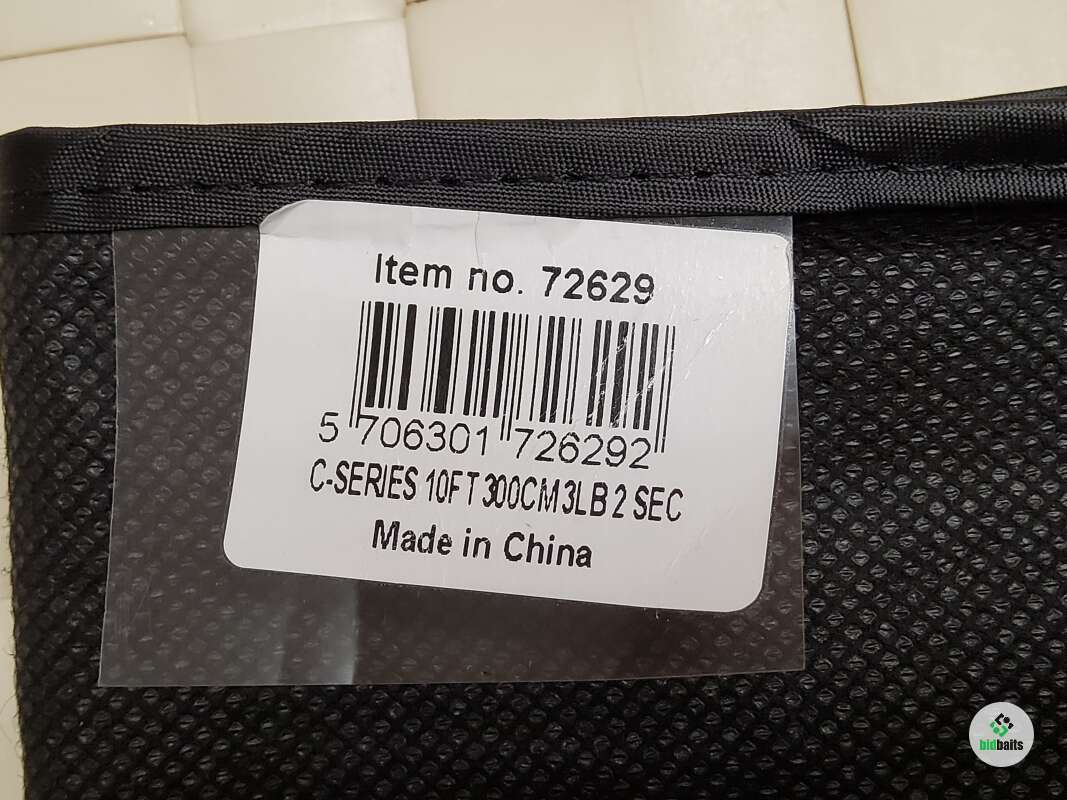 Item no. 72629
5 706301 726292
C-SERIES 10FT 300CM 3LB 2 SEC
Made in China
bidbaits